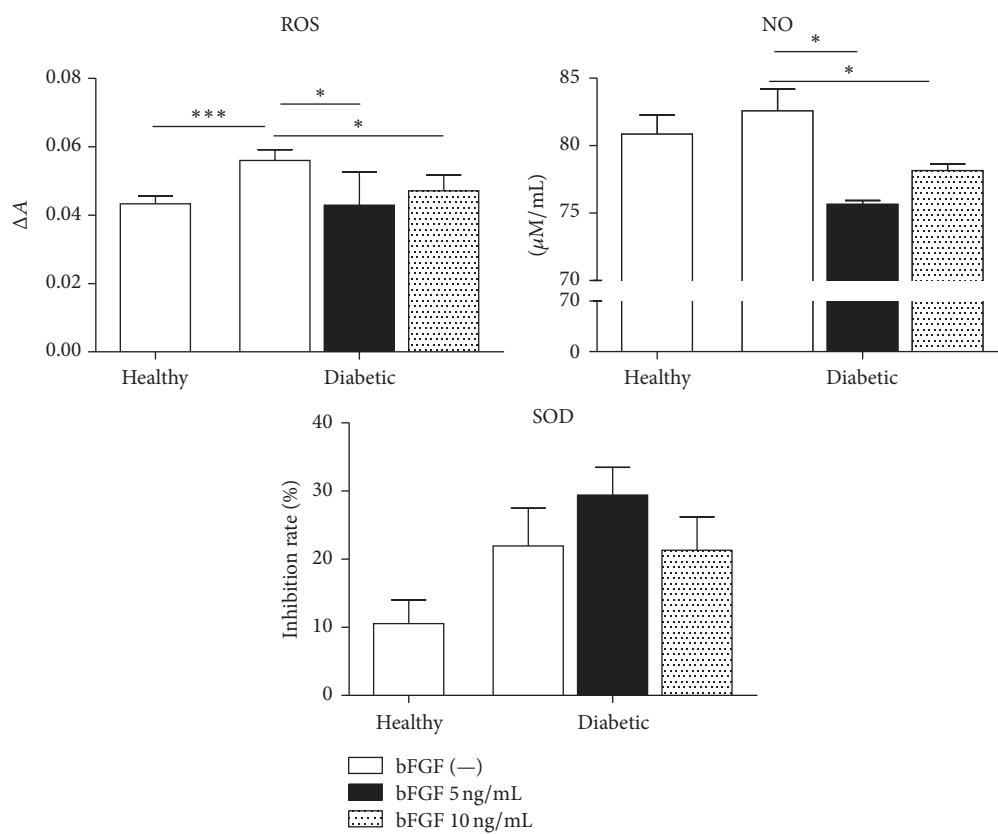 ROS
NO
*
*
***
*
*
0.08
0.06
0.04
0.02
0.00
ΔA
Healthy
Diabetic
85
80
75
70
70
0
(μM/mL)
Healthy
Diabetic
SOD
40
30
20
10
0
Inhibition rate (%)
Healthy
Diabetic
bFGF (—)
bFGF 5 ng/mL
bFGF 10 ng/mL